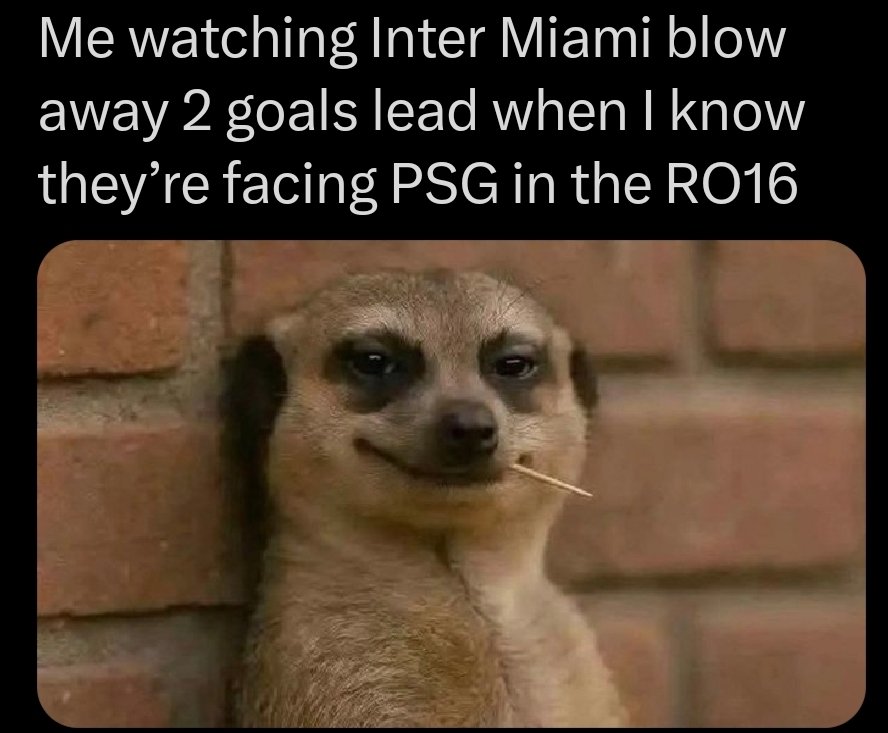 Me watching Inter Miami blow
away 2 goals lead when I know
they’re facing PSG in the RO16